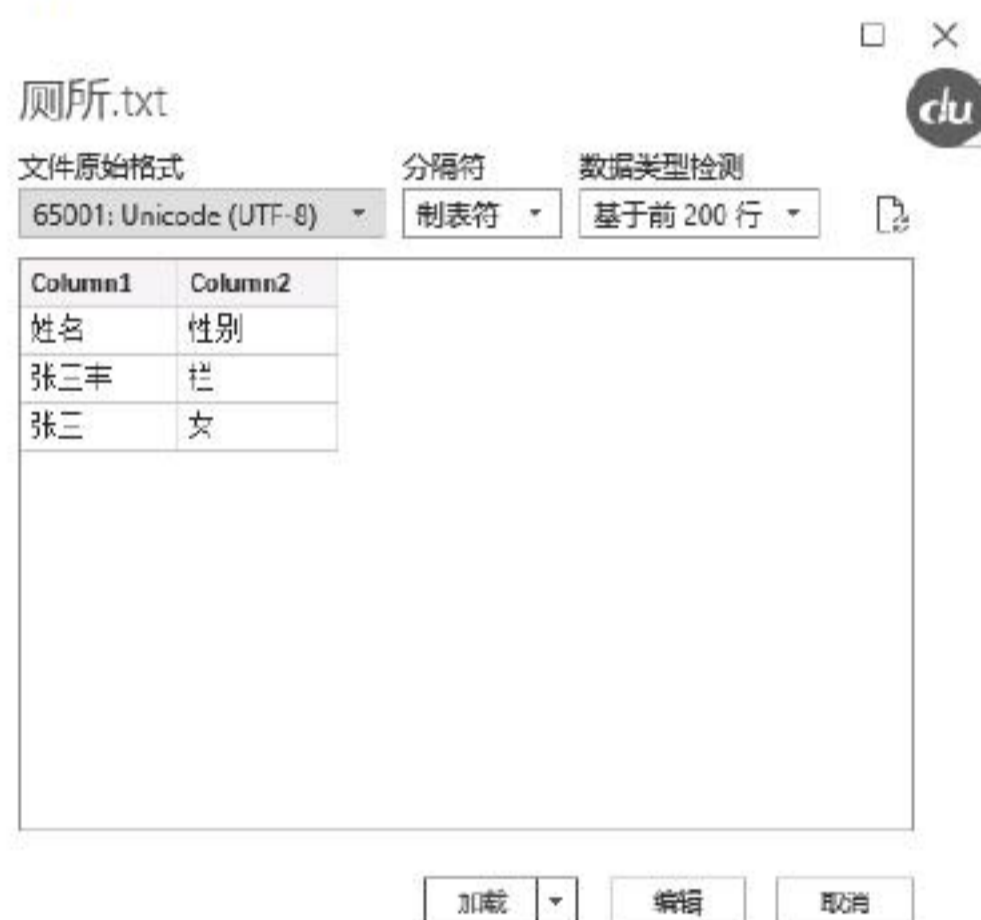 厕所.txt
du
文件原始格式 分隔符 数据类型检测
65001: Unicode (UTF-8) 制表符 基于前 200 行
Column1 Column2
姓名 性别
张三丰 栏
张三 女
加载 编辑 取消